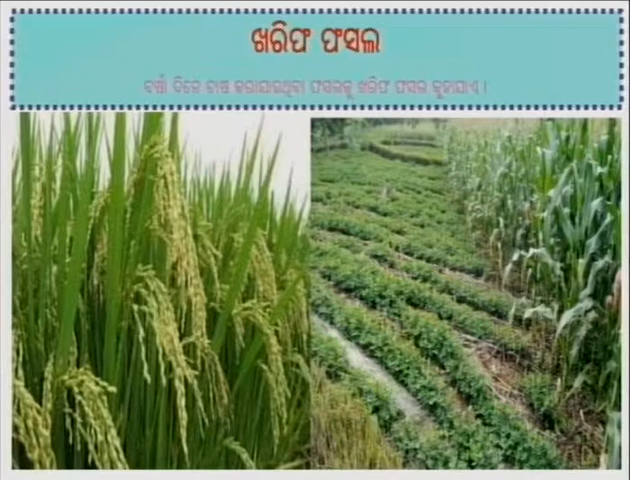 ଖରିଫ ଫସଲ
ବର୍ଷା ଦିନେ ଚାଷ କରାଯାଉଥିବା ଫସଲକୁ ଖରିଫ ଫସଲ କୁହାଯାଏ ।